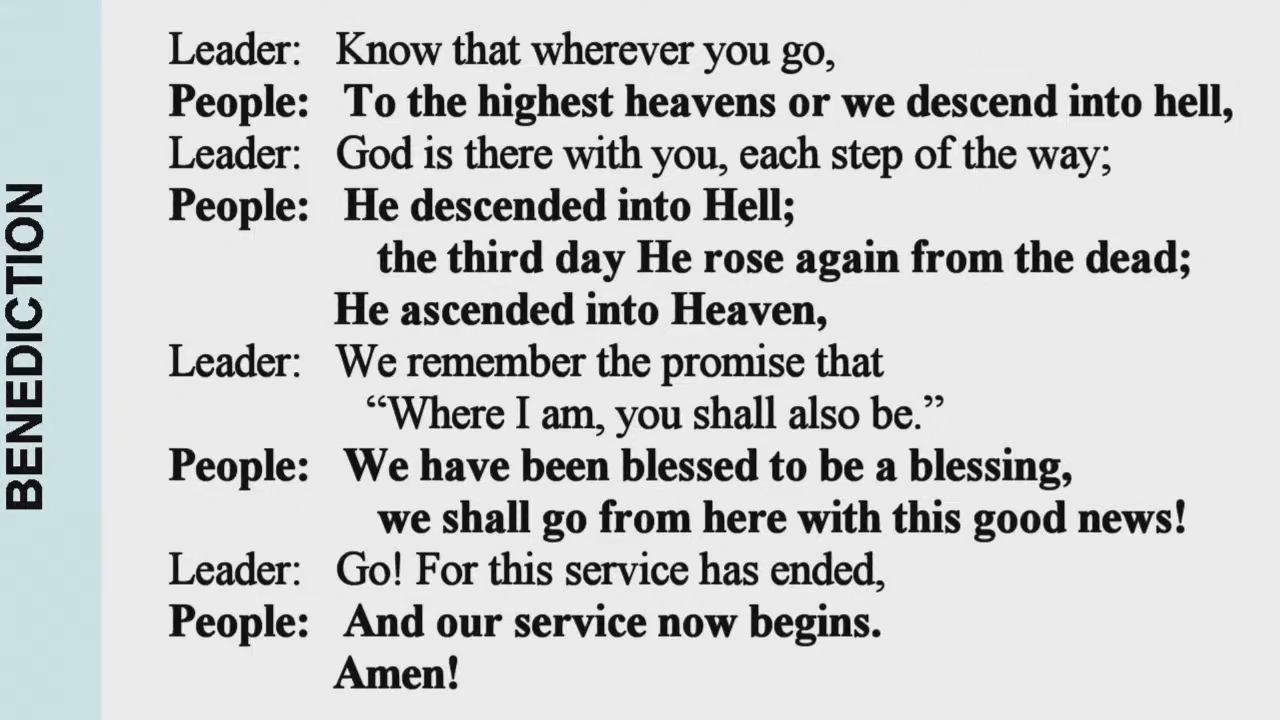 BENEDICTION
Leader: Know that wherever you go,
People: To the highest heavens or we descend into hell,
Leader: God is there with you, each step of the way;
People: He descended into Hell;
the third day He rose again from the dead;
He ascended into Heaven,
Leader: We remember the promise that
“Where I am, you shall also be.”
People: We have been blessed to be a blessing,
we shall go from here with this good news!
Leader: Go! For this service has ended,
People: And our service now begins.
Amen!